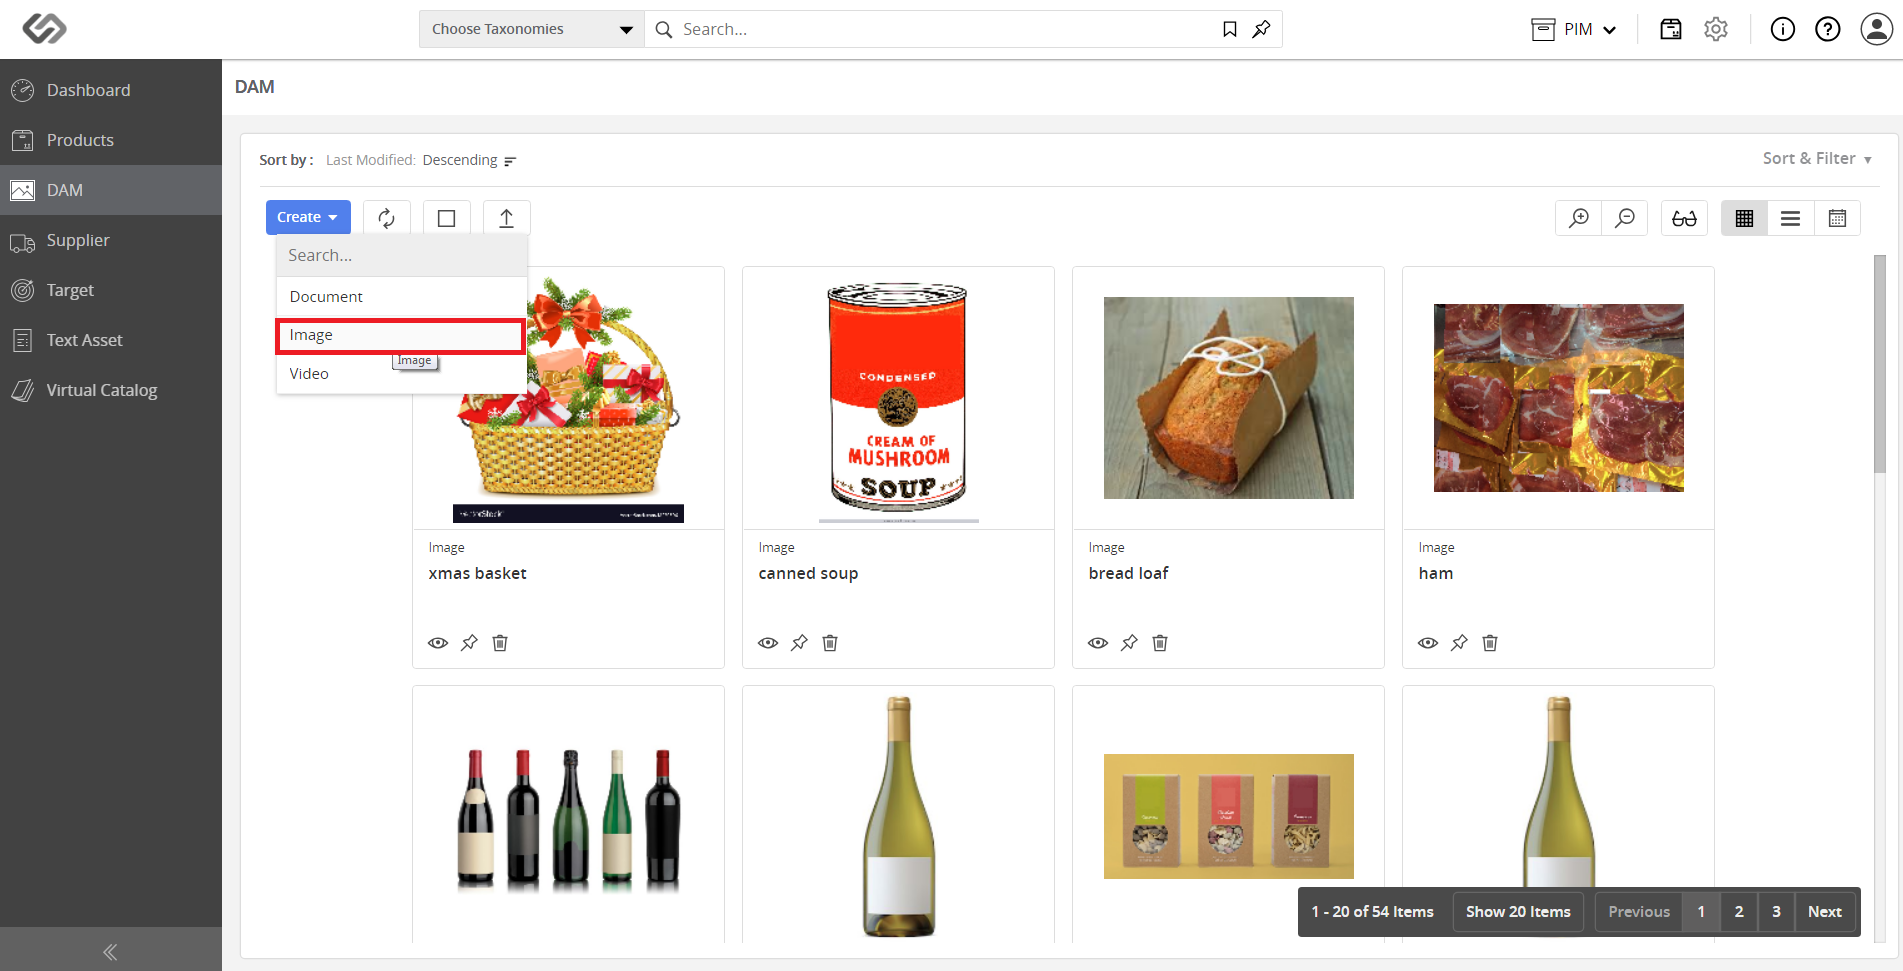 Choose Taxonomies
Search...
PIM
Dashboard
Products
DAM
Supplier
Target
Text Asset
Virtual Catalog
DAM
Sort by : Last Modified: Descending
Sort & Filter
Create
Search...
Document
Image
Image
Video
CONDENSED
CREAM OF
MUSHROOM
SOUP
Image
xmas basket
Image
canned soup
Image
bread loaf
Image
ham
1 - 20 of 54 Items
Show 20 Items
Previous
1
2
3
Next